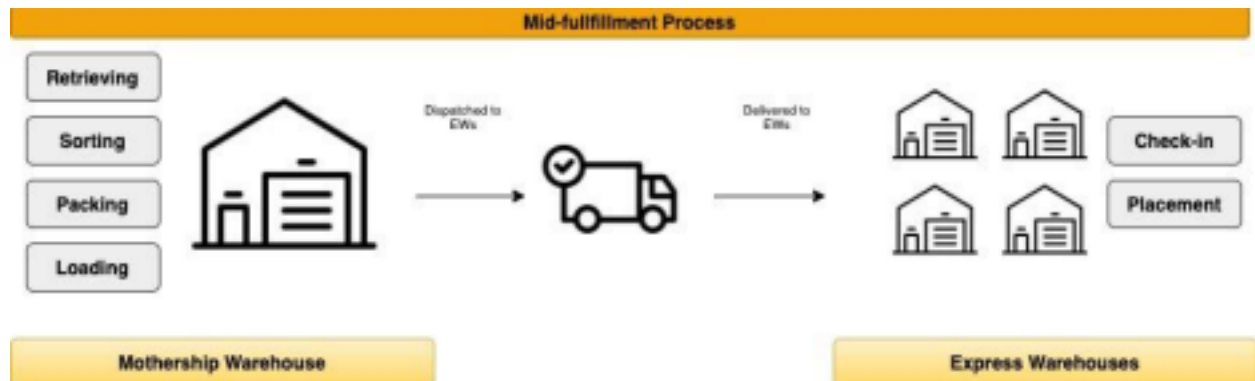 Mid-fullfillment Process
Retrieving
Sorting
Packing
Loading
Dispatched to
EWs
Delivered to
EWs
Check-in
Placement
Mothership Warehouse
Express Warehouses